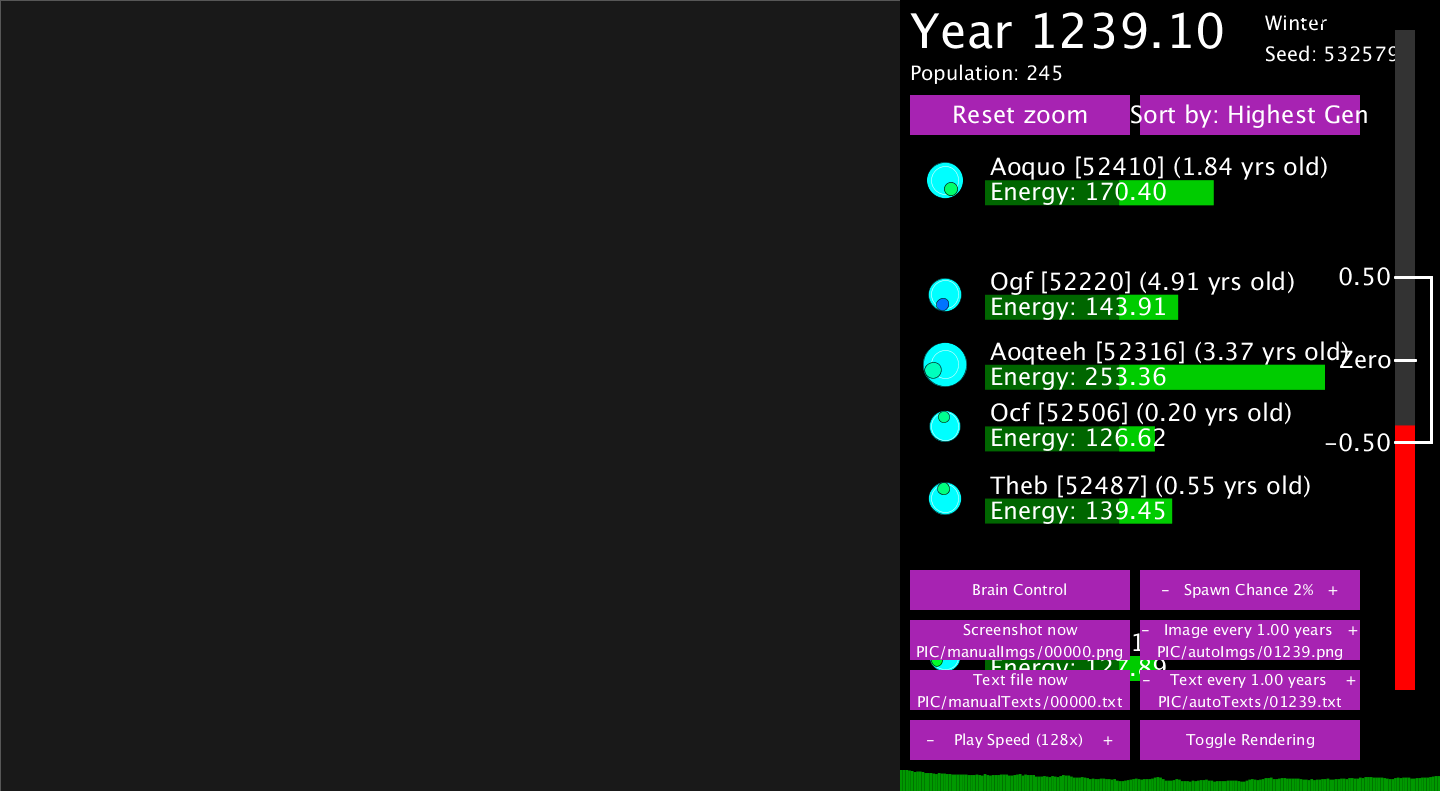 Year 1239.10
Winter
Seed: 532579
Population: 245
Reset zoom
Sort by: Highest Gen
Aoquo [52410] (1.84 yrs old)
Energy: 170.40
Ogf [52220] (4.91 yrs old)
Energy: 143.91
0.50
Aoqteeh [52316] (3.37 yrs old)
Energy: 253.36
Zero
Ocf [52506] (0.20 yrs old)
Energy: 126.62
-0.50
Theb [52487] (0.55 yrs old)
Energy: 139.45
Brain Control
- Spawn Chance 2% +
Screenshot now
PIC/manualImgs/00000.png
- Image every 1.00 years +
PIC/autoImgs/01239.png
Energy: 127.89
Text file now
PIC/manualTexts/00000.txt
- Text every 1.00 years +
PIC/autoTexts/01239.txt
- Play Speed (128x) +
Toggle Rendering